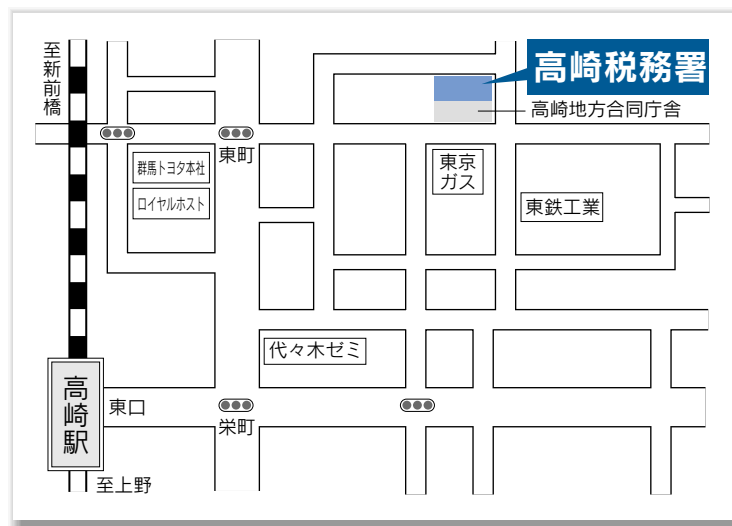 至新前橋
高崎税務署
高崎地方合同庁舎
東町
群馬トヨタ本社
ロイヤルホスト
東京
ガス
東鉄工業
代々木ゼミ
高崎駅
東口
栄町
至上野